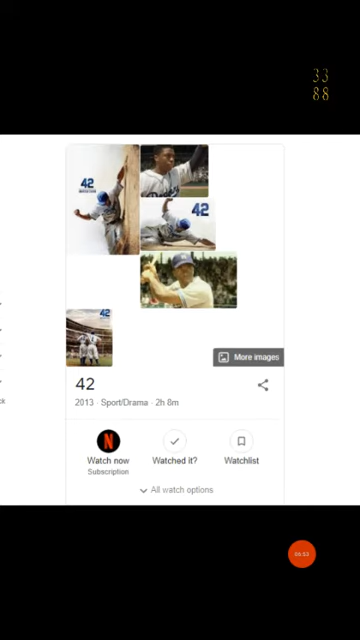 33
88
42
42
42
More images
42
2013 · Sport/Drama · 2h 8m
N
Watch now
Subscription
Watched it?
Watchlist
All watch options